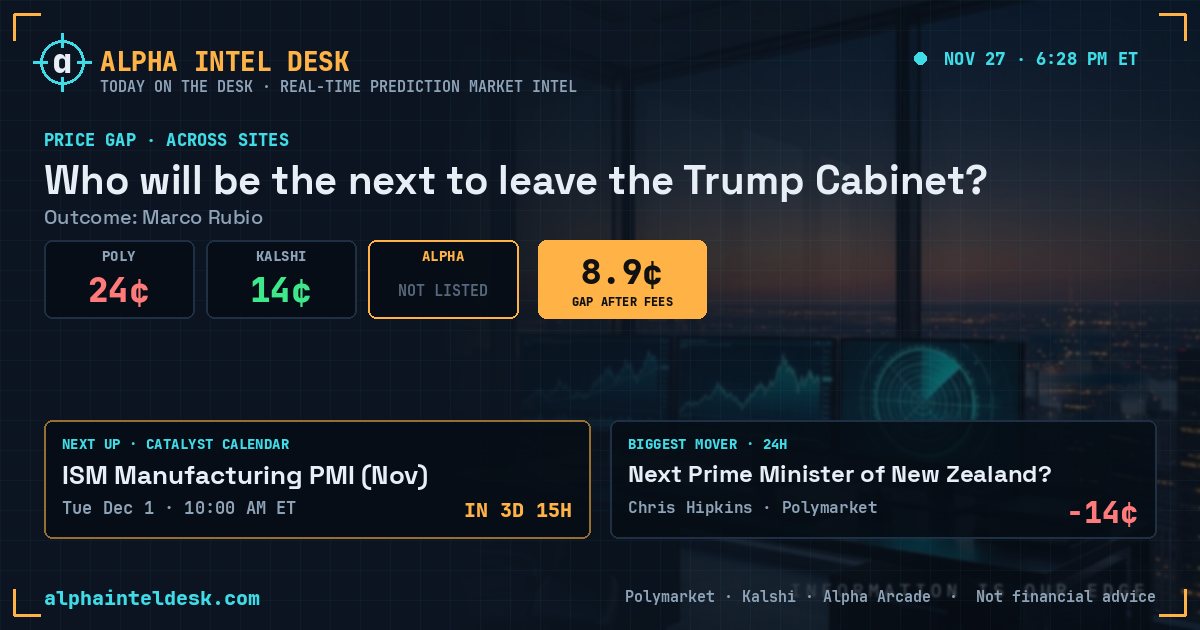 α
ALPHA INTEL DESK
TODAY ON THE DESK · REAL-TIME PREDICTION MARKET INTEL
NOV 27 · 6:28 PM ET
PRICE GAP · ACROSS SITES
Who will be the next to leave the Trump Cabinet?
Outcome: Marco Rubio
POLY
24¢
KALSHI
14¢
ALPHA
NOT LISTED
8.9¢
GAP AFTER FEES
NEXT UP · CATALYST CALENDAR
ISM Manufacturing PMI (Nov)
Tue Dec 1 · 10:00 AM ET
IN 3D 15H
BIGGEST MOVER · 24H
Next Prime Minister of New Zealand?
Chris Hipkins · Polymarket
-14¢
INFORMATION IS OUR EDGE
alphainteldesk.com
Polymarket · Kalshi · Alpha Arcade · Not financial advice